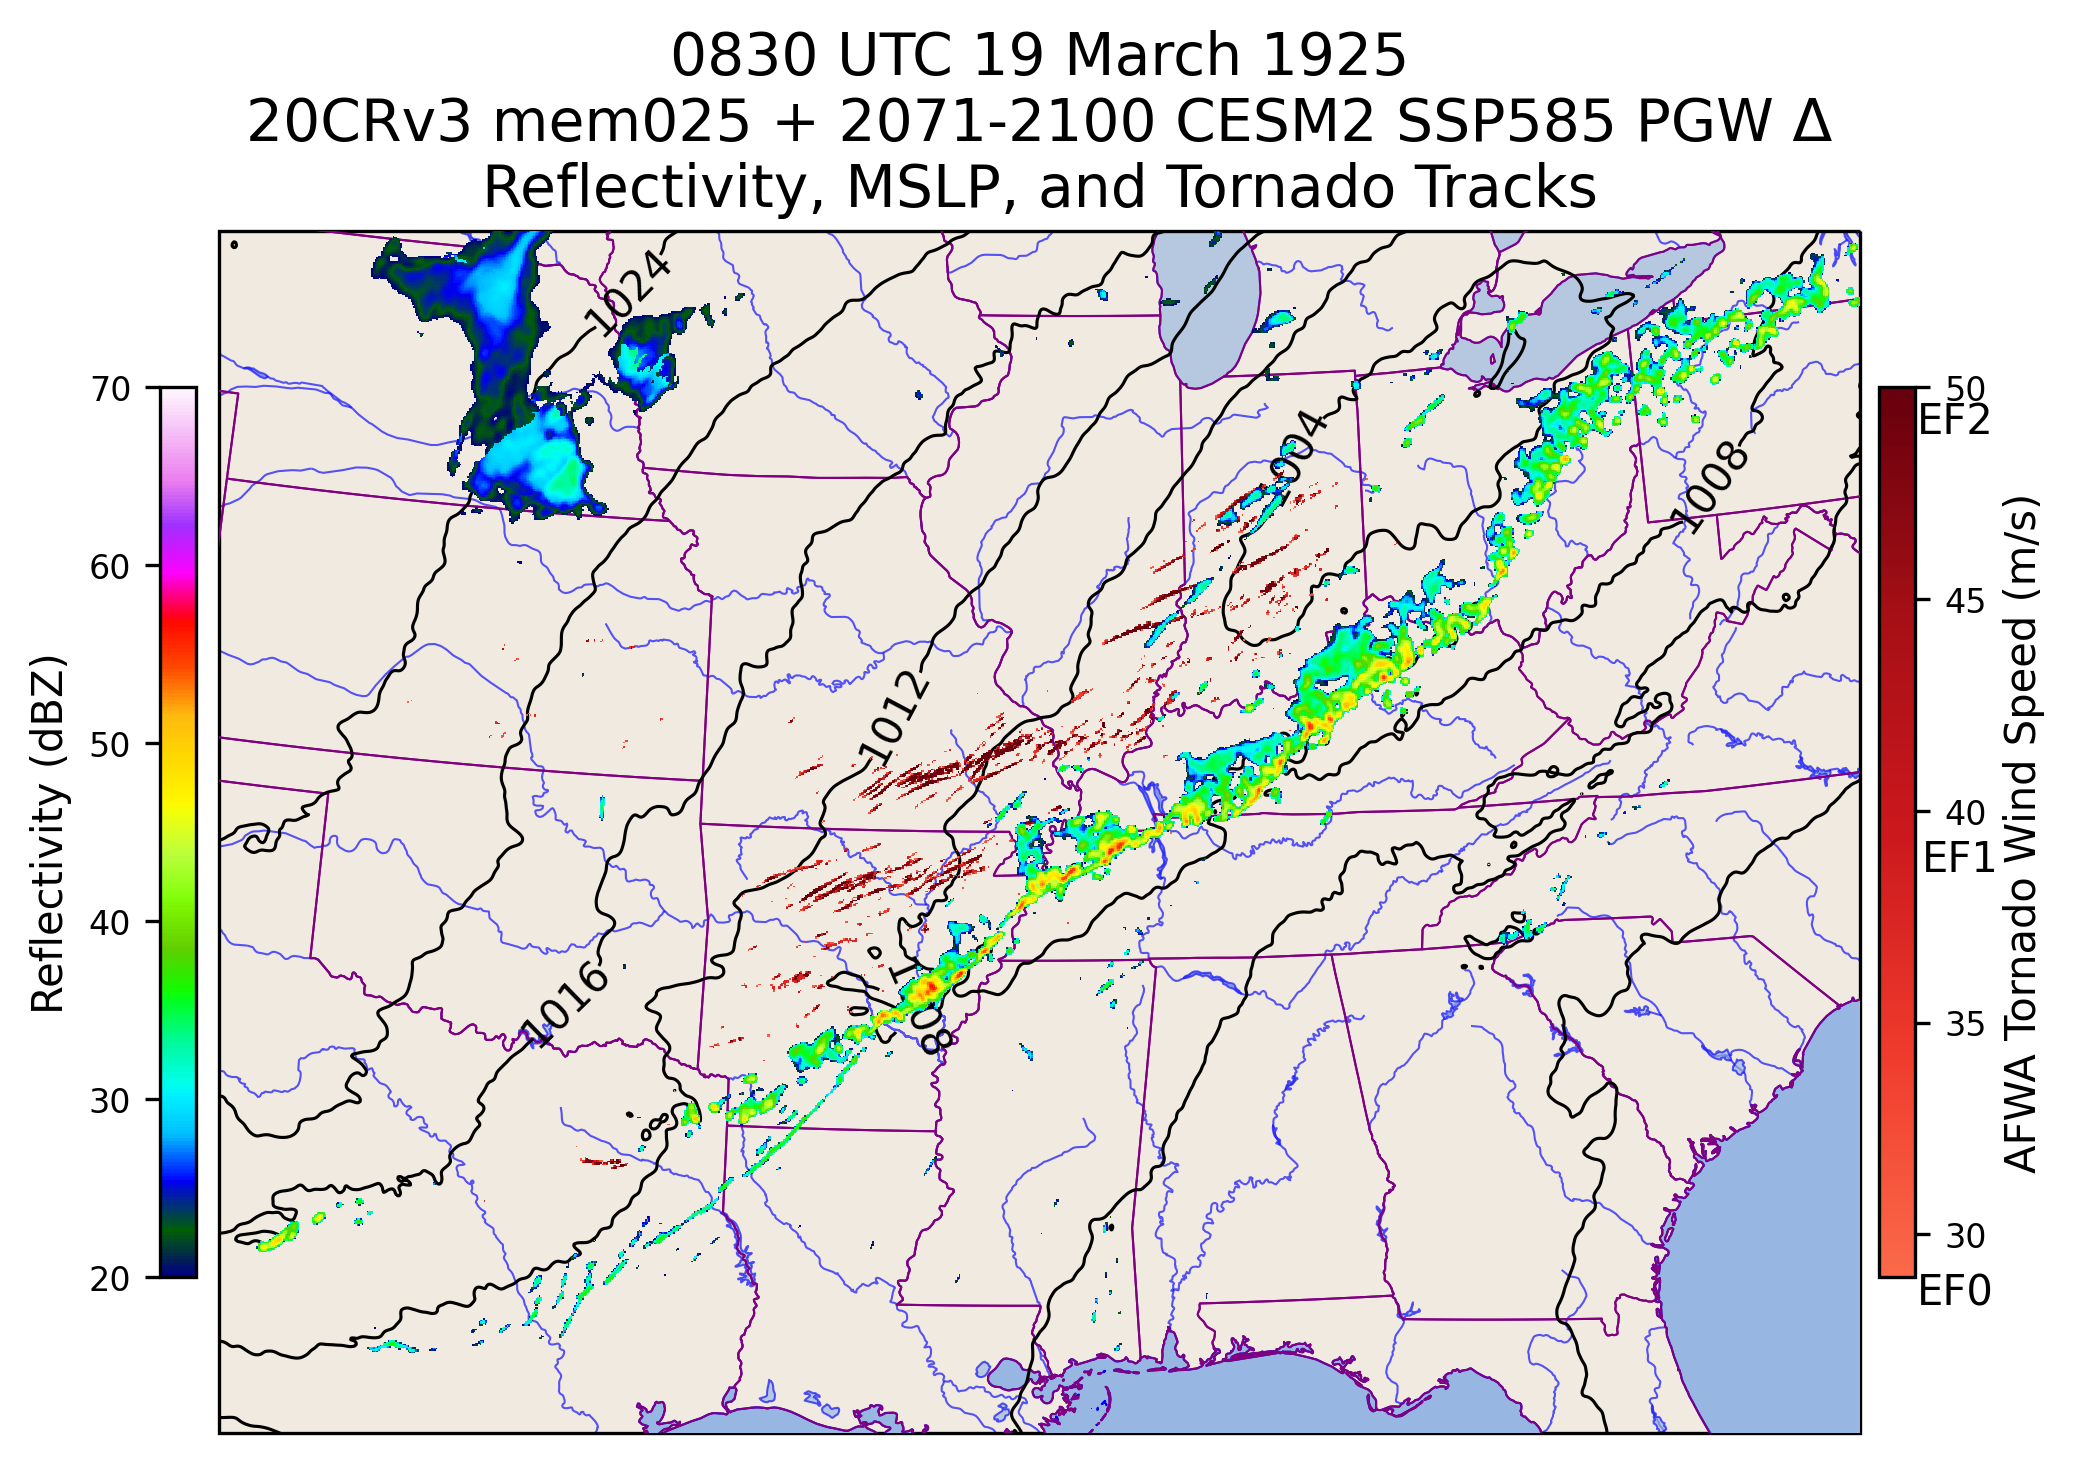 0830 UTC 19 March 1925
20CRv3 mem025 + 2071-2100 CESM2 SSP585 PGW Δ
Reflectivity, MSLP, and Tornado Tracks
Reflectivity (dBZ)
70
60
50
40
30
20
1024
1004
1008
1012
1016
1008
50
EF2
45
40
EF1
35
30
EF0
AFWA Tornado Wind Speed (m/s)